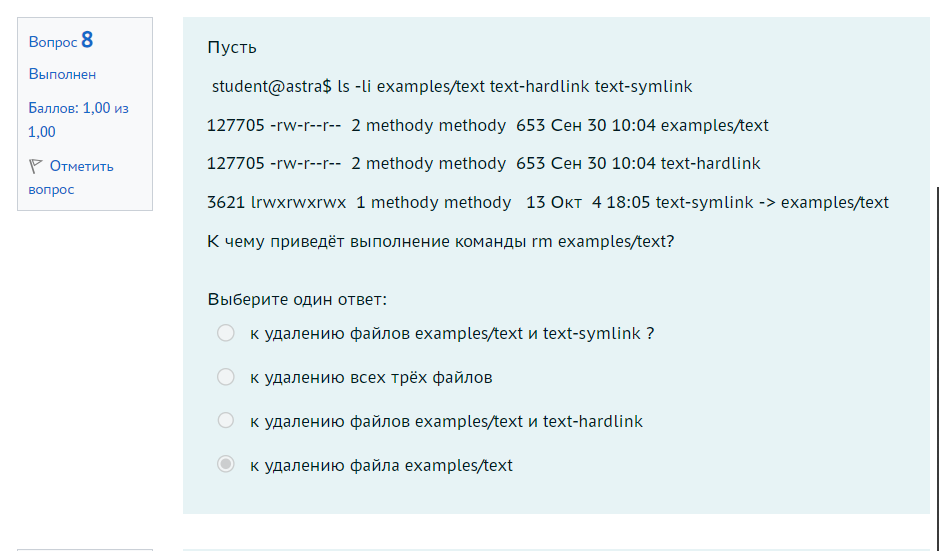 Вопрос 8
Выполнен
Баллов: 1,00 из
1,00
Отметить
вопрос
Пусть
student@astra$ ls -li examples/text text-hardlink text-symlink
127705 -rw-r--r--  2 methody methody  653 Сен 30 10:04 examples/text
127705 -rw-r--r--  2 methody methody  653 Сен 30 10:04 text-hardlink
3621 lrwxrwxrwx  1 methody methody   13 Окт  4 18:05 text-symlink -> examples/text
К чему приведёт выполнение команды rm examples/text?
Выберите один ответ:
к удалению файлов examples/text и text-symlink ?
к удалению всех трёх файлов
к удалению файлов examples/text и text-hardlink
к удалению файла examples/text